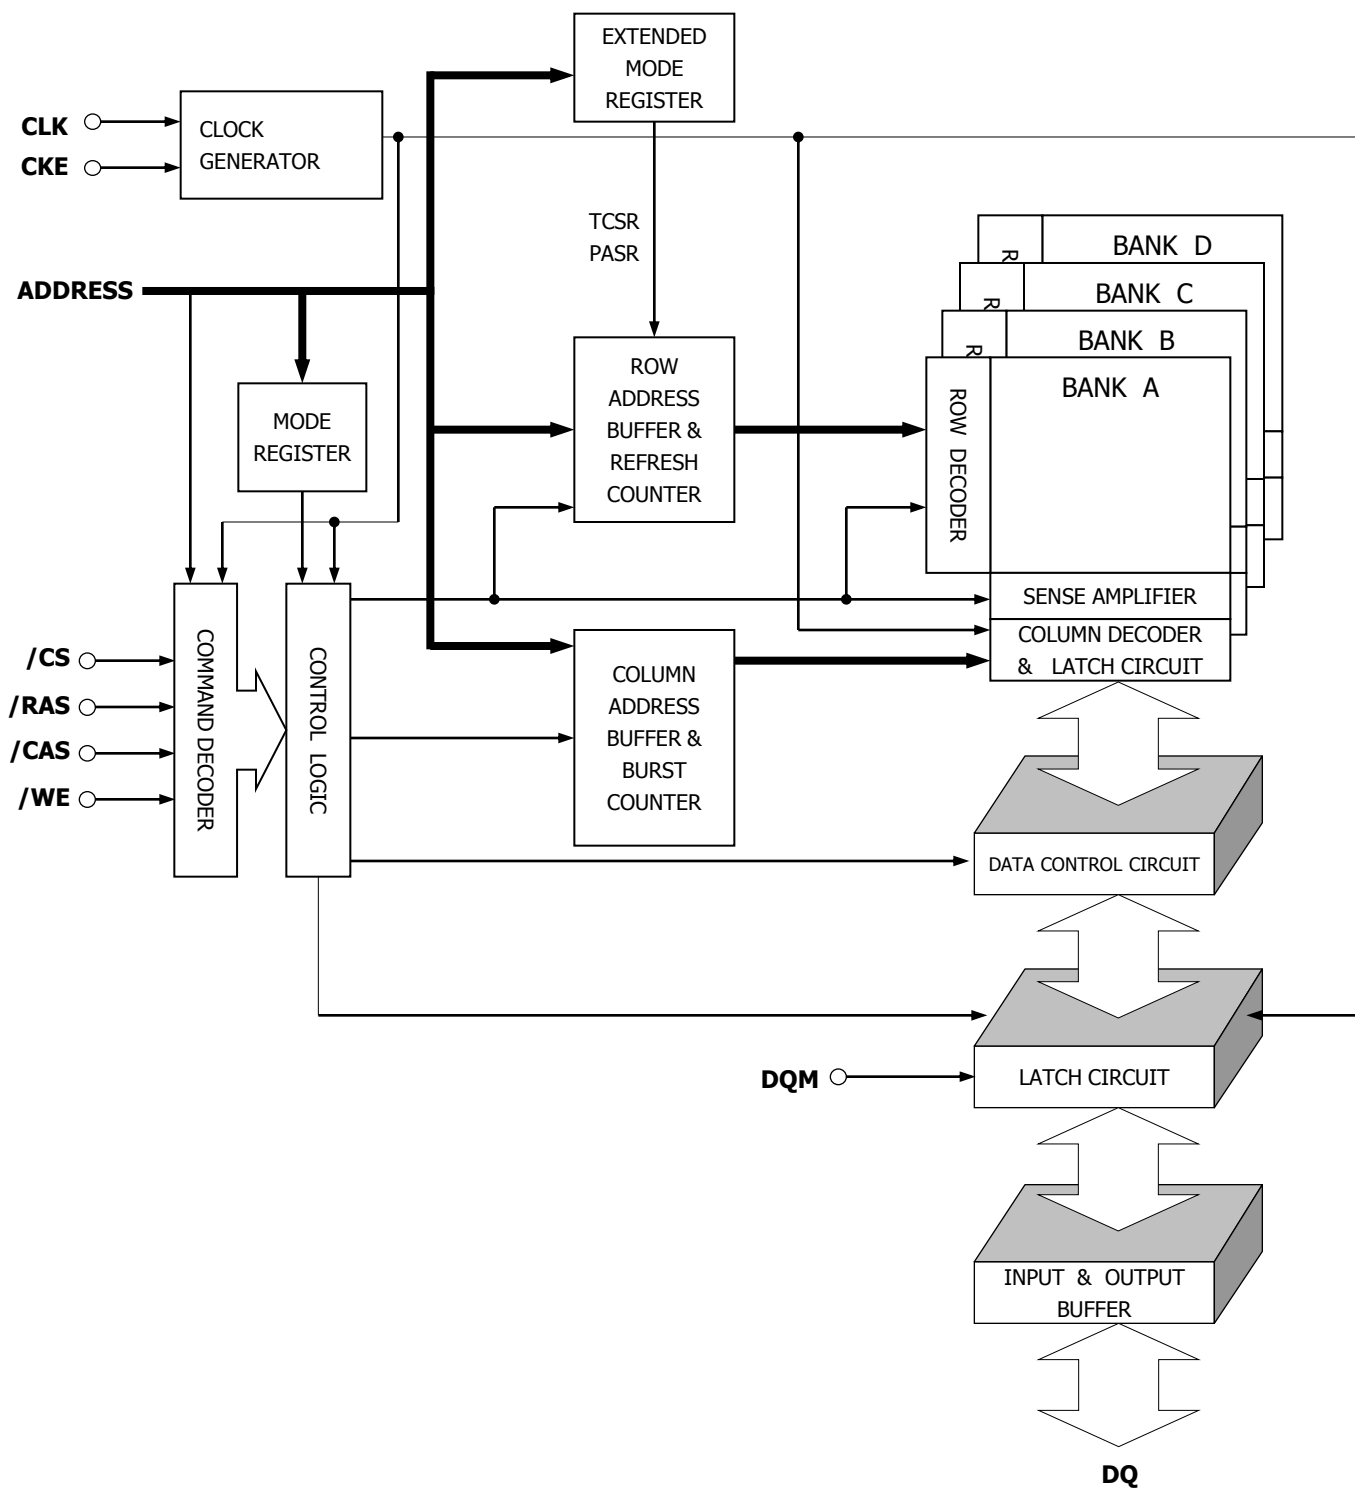 EXTENDED
MODE
REGISTER
CLK
CKE
CLOCK
GENERATOR
TCSR
PASR
ADDRESS
BANK D
R
BANK C
R
BANK B
R
BANK A
ROW DECODER
ROW
ADDRESS
BUFFER &
REFRESH
COUNTER
MODE
REGISTER
SENSE AMPLIFIER
COLUMN DECODER
& LATCH CIRCUIT
/CS
/RAS
/CAS
/WE
COMMAND DECODER
CONTROL LOGIC
COLUMN
ADDRESS
BUFFER &
BURST
COUNTER
DATA CONTROL CIRCUIT
DQM
LATCH CIRCUIT
INPUT & OUTPUT
BUFFER
DQ